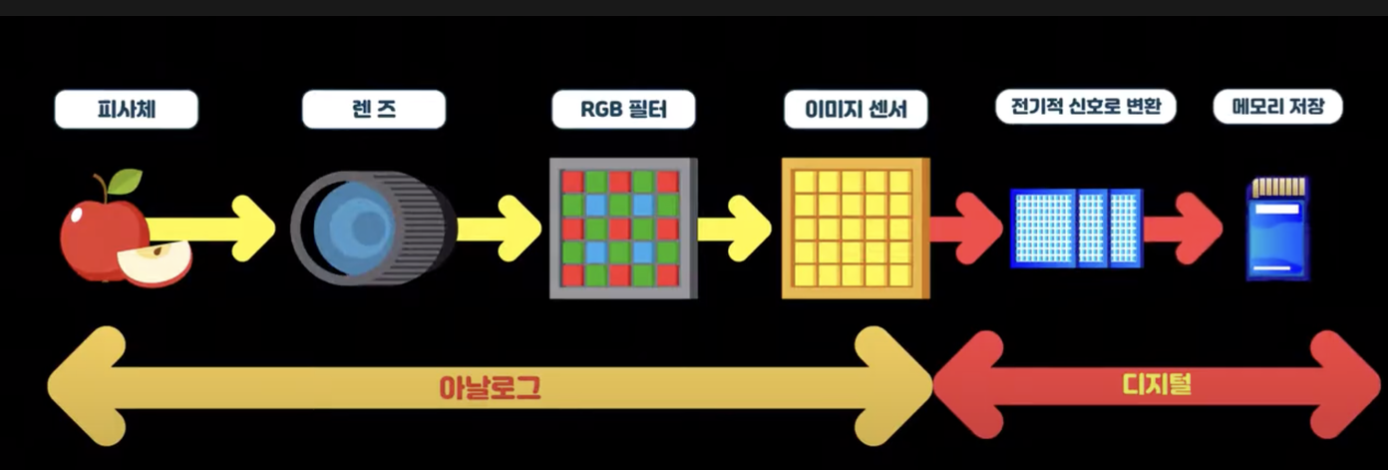 피사체
렌 즈
RGB 필터
이미지 센서
전기적 신호로 변환
메모리 저장
아날로그
디지털